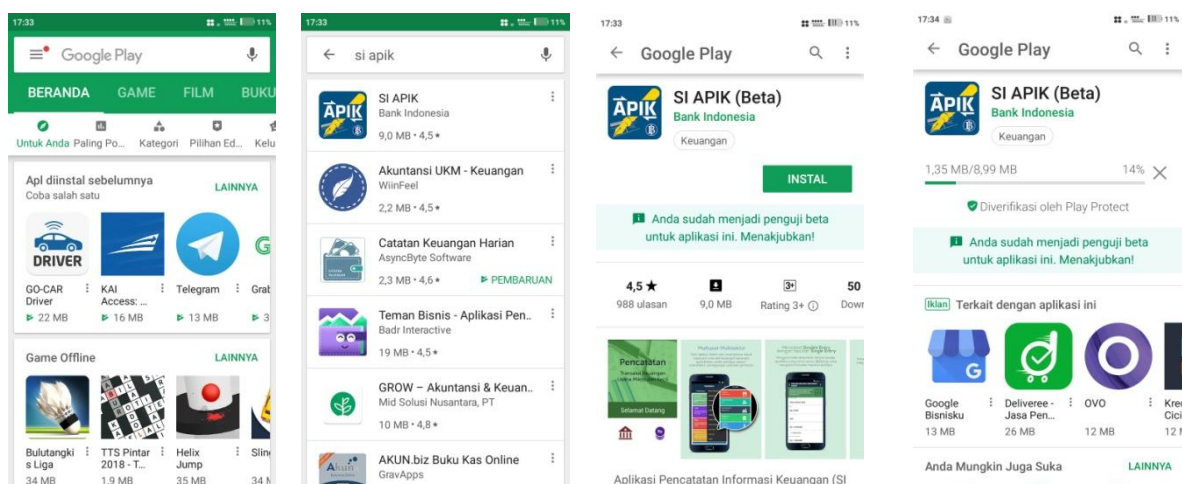 17:33
11%
Google Play
BERANDA GAME FILM BUKU
Untuk Anda Paling Po... Kategori Pilihan Ed... Kelu
Apl diinstal sebelumnya
LAINNYA
Coba salah satu
DRIVER
G
GO-CAR Driver
KAI Access: ...
Telegram
Grab
22 MB
16 MB
13 MB
3
Game Offline
LAINNYA
Bulutangkis Liga
TTS Pintar 2018 - T...
Helix Jump
Sling
34 MB
1,9 MB
35 MB
34 M
17:33
11%
si apik
APIK
SI APIK
Bank Indonesia
9,0 MB • 4,5★
Akuntansi UKM - Keuangan
WiinFeel
2,2 MB • 4,5★
Catatan Keuangan Harian
AsyncByte Software
2,3 MB • 4,6★
PEMBARUAN
Teman Bisnis - Aplikasi Pen..
Badr Interactive
19 MB • 4,5★
GROW – Akuntansi & Keuan..
Mid Solusi Nusantara, PT
10 MB • 4,8★
Akun
AKUN.biz Buku Kas Online
GravApps
17:33
11%
Google Play
APIK
SI APIK (Beta)
Bank Indonesia
Keuangan
INSTAL
Anda sudah menjadi penguji beta
untuk aplikasi ini. Menakjubkan!
4,5 ★
3+
50
988 ulasan
9,0 MB
Rating 3+
Down
Pencatatan
Transaksi Keuangan
Selamat Datang
Aplikasi Pencatatan Informasi Keuangan (SI
17:34
11%
Google Play
APIK
SI APIK (Beta)
Bank Indonesia
Keuangan
1,35 MB/8,99 MB
14%
Diverifikasi oleh Play Protect
Anda sudah menjadi penguji beta
untuk aplikasi ini. Menakjubkan!
Iklan Terkait dengan aplikasi ini
G
Google Bisnisku
Deliveree - Jasa Pen...
OVO
Kred Cici
13 MB
26 MB
12 MB
12 M
Anda Mungkin Juga Suka
LAINNYA